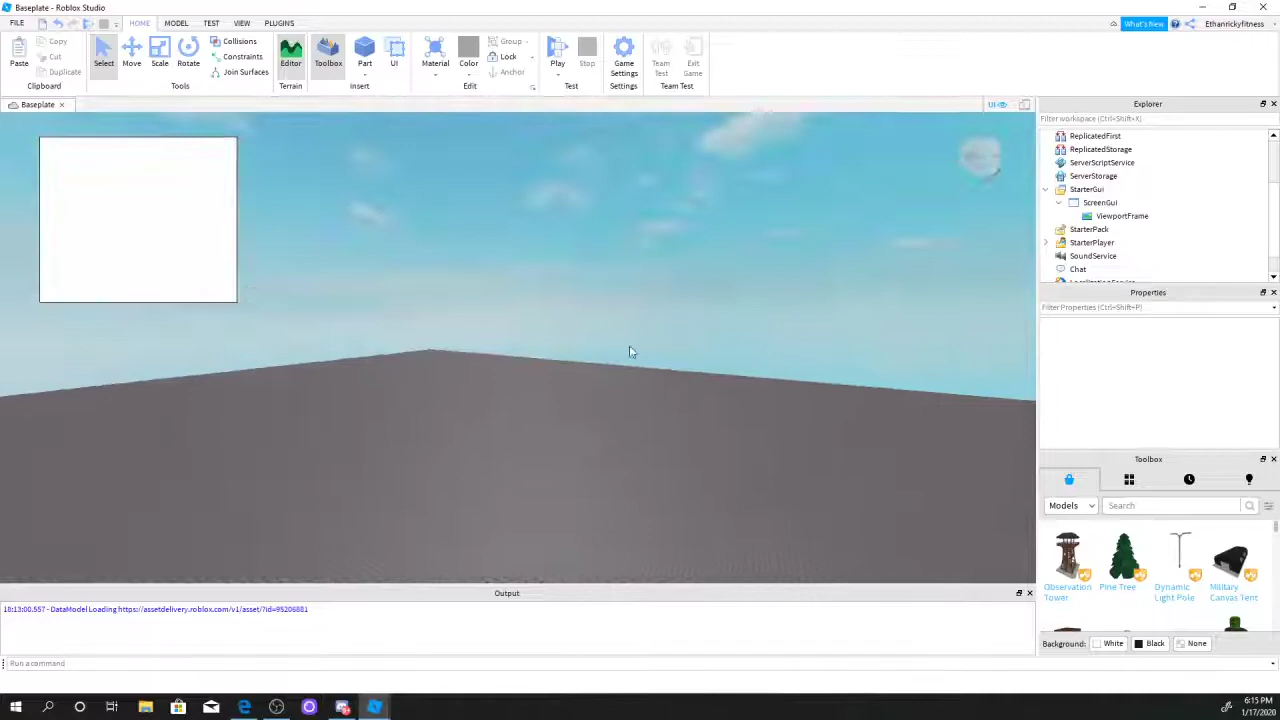 Baseplate - Roblox Studio
FILE HOME MODEL TEST VIEW PLUGINS What's New Ethanrickyfitness
Copy Collisions Group
Cut Constraints Lock
Duplicate Join Surfaces Anchor
Paste Select Move Scale Rotate Editor Toolbox Part UI Material Color Play Stop Game Settings Team Test Exit Game
Clipboard Tools Terrain Insert Edit Test Settings Team Test
Baseplate UI
Explorer
Filter workspace (Ctrl+Shift+X)
ReplicatedFirst
ReplicatedStorage
ServerScriptService
ServerStorage
StarterGui
ScreenGui
ViewportFrame
StarterPack
StarterPlayer
SoundService
Chat
LocalizationService
Properties
Filter Properties (Ctrl+Shift+P)
Toolbox
Models Search
Observation Tower
Pine Tree
Dynamic Light Pole
Military Canvas Tent
Background: White Black None
Output
18:13:00.557 - DataModel Loading https://assetdelivery.roblox.com/v1/asset/?id=95206881
Run a command
6:15 PM
1/17/2020